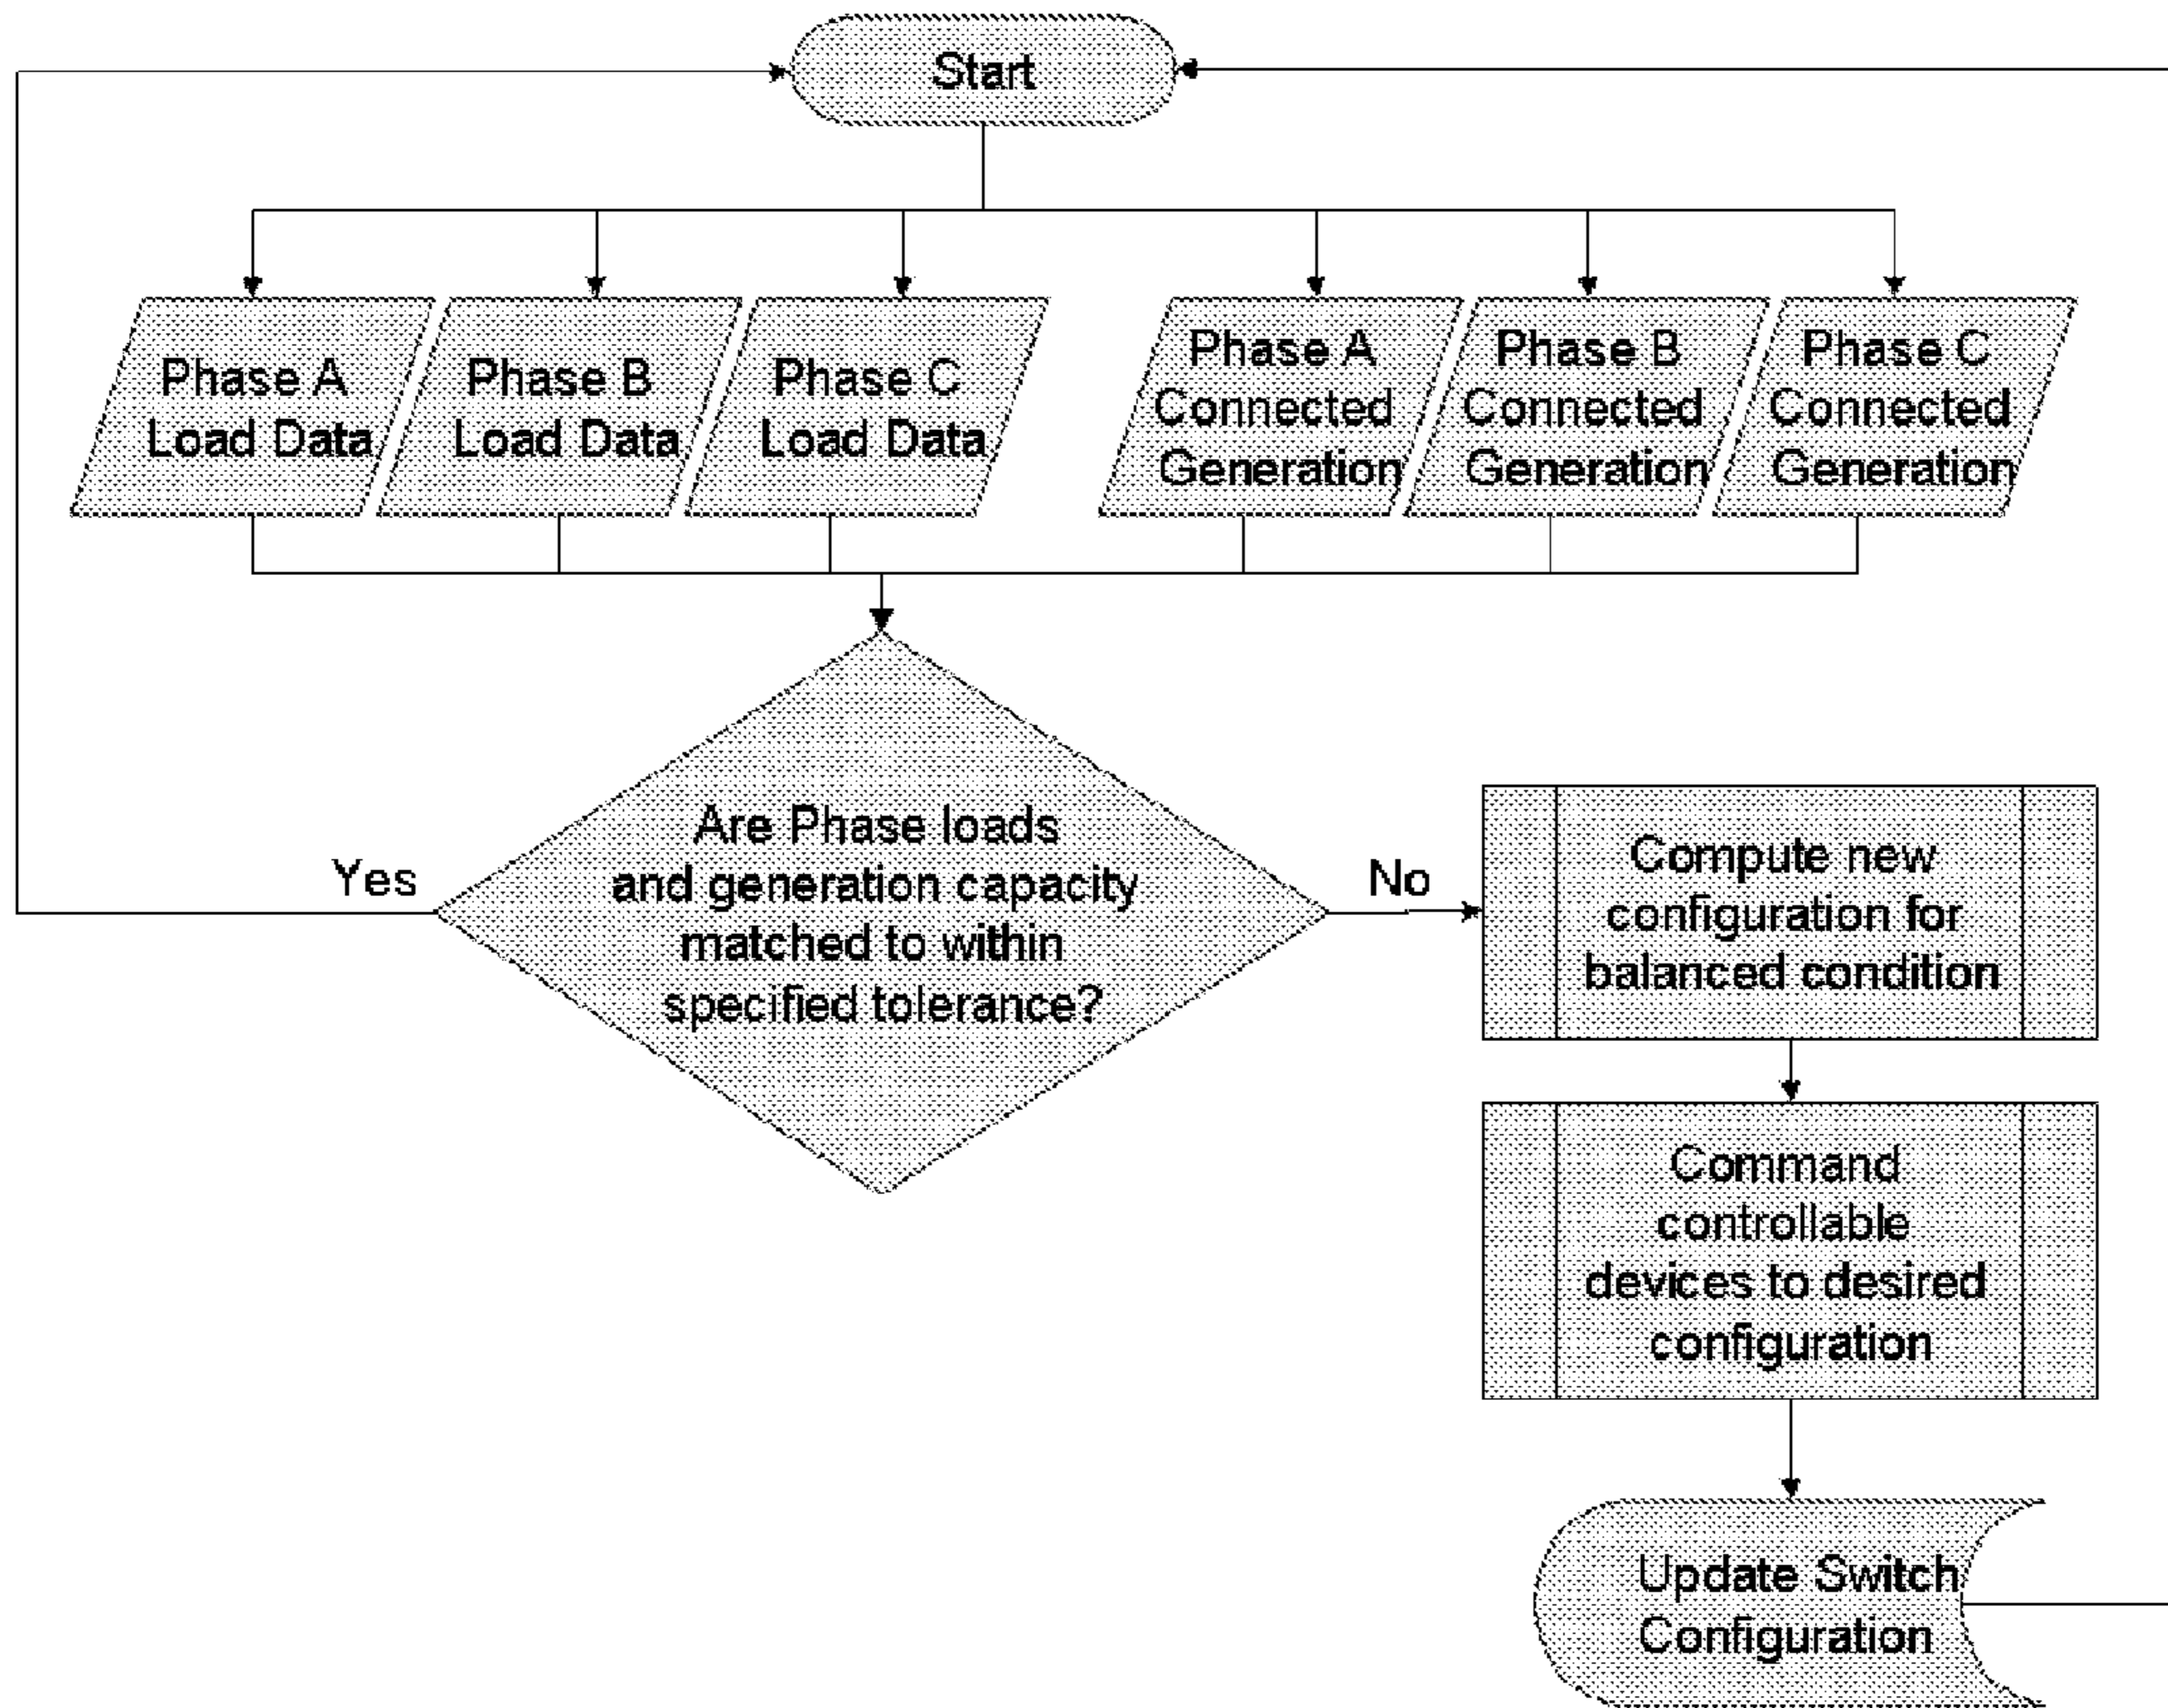 Start
Phase A
Load Data
Phase B
Load Data
Phase C
Load Data
Phase A
Connected
Generation
Phase B
Connected
Generation
Phase C
Connected
Generation
Are Phase loads
and generation capacity
matched to within
specified tolerance?
Yes
No
Compute new
configuration for
balanced condition
Command
controllable
devices to desired
configuration
Update Switch
Configuration